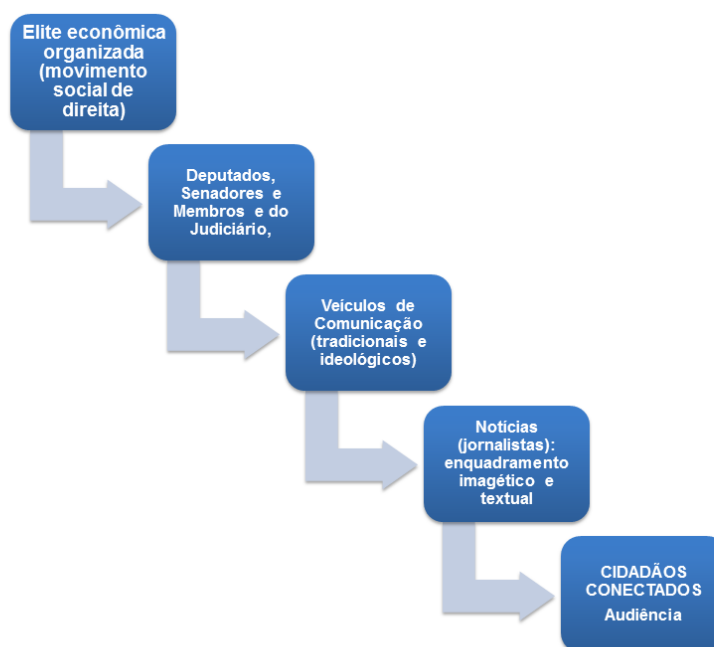 Elite econômica
organizada
(movimento
social de
direita)
Deputados,
Senadores e
Membros e do
Judiciário,
Veículos de
Comunicação
(tradicionais e
ideológicos)
Notícias
(jornalistas):
enquadramento
imagético e
textual
CIDADÃOS
CONECTADOS
Audiência